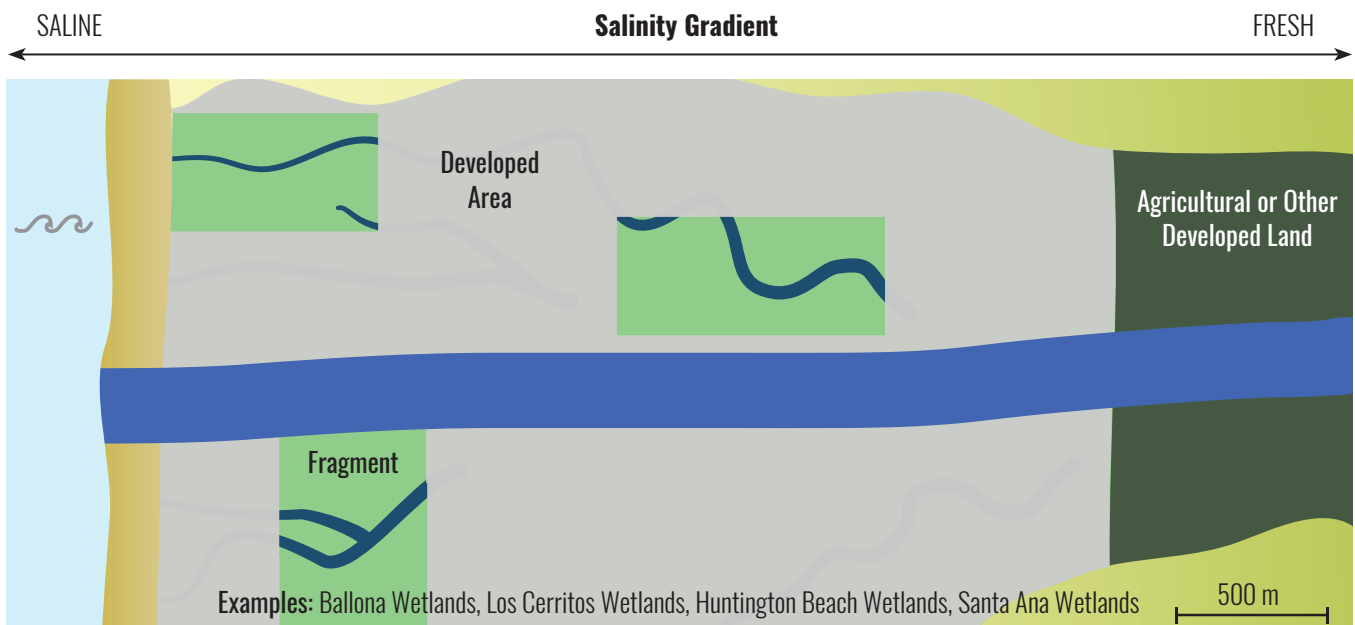 SALINE
Salinity Gradient
FRESH
Developed
Area
Agricultural or Other
Developed Land
Fragment
Examples: Ballona Wetlands, Los Cerritos Wetlands, Huntington Beach Wetlands, Santa Ana Wetlands
500 m